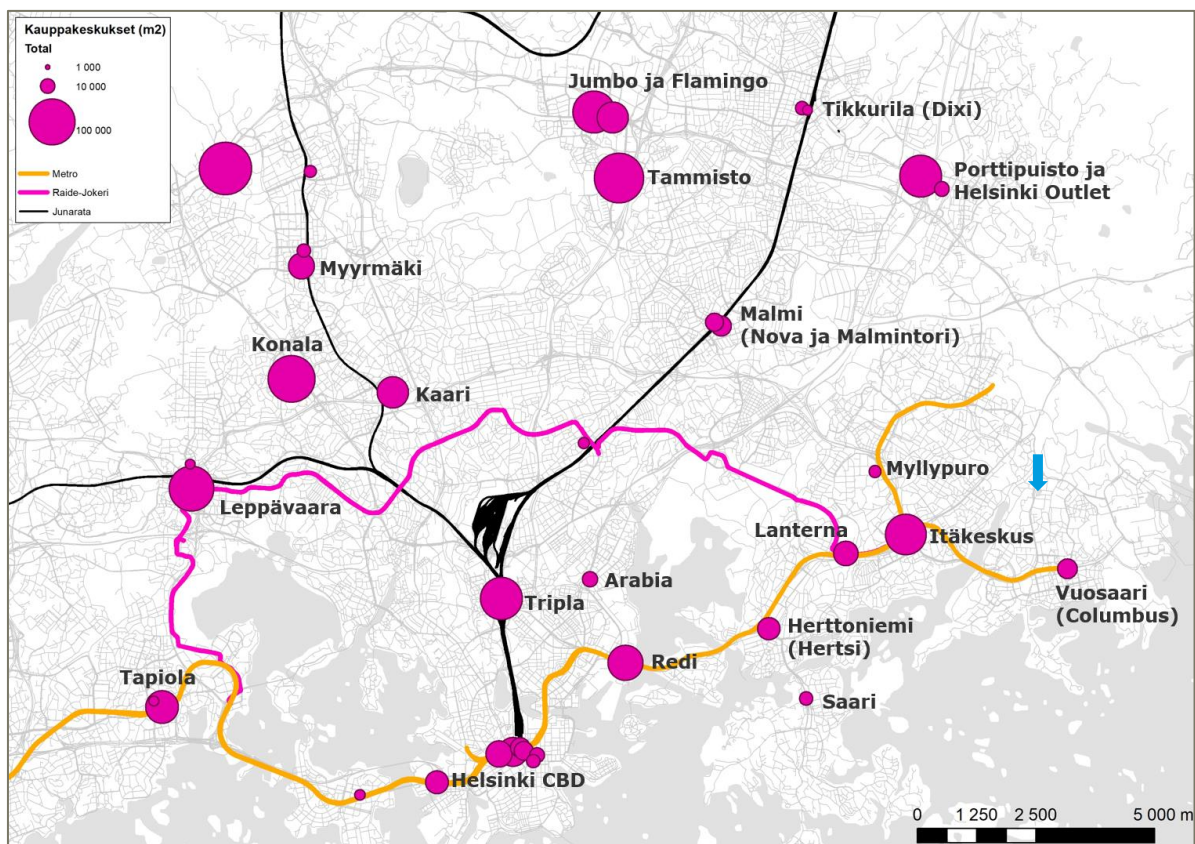 Kauppakeskukset (m2)
Total
1 000
10 000
100 000
Metro
Raide-Jokeri
Junarata
Jumbo ja Flamingo
Tikkurila (Dixi)
Tammisto
Porttipuisto ja
Helsinki Outlet
Myyrmäki
Malmi
(Nova ja Malmintori)
Konala
Kaari
Myllypuro
Leppävaara
Lanterna
Itäkeskus
Arabia
Tripla
Vuosaari
(Columbus)
Herttoniemi
(Hertsi)
Redi
Tapiola
Saari
Helsinki CBD
0 1 250 2 500 5 000 m